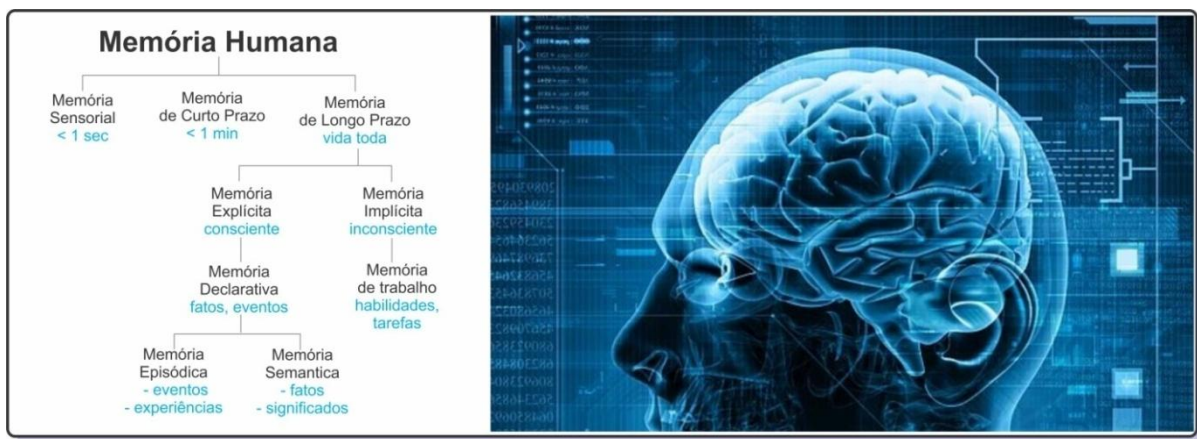 Memória Humana
Memória
Sensorial
< 1 sec
Memória
de Curto Prazo
< 1 min
Memória
de Longo Prazo
vida toda
Memória
Explícita
consciente
Memória
Implícita
inconsciente
Memória
Declarativa
fatos, eventos
Memória
de trabalho
habilidades,
tarefas
Memória
Episódica
- eventos
- experiências
Memória
Semantica
- fatos
- significados